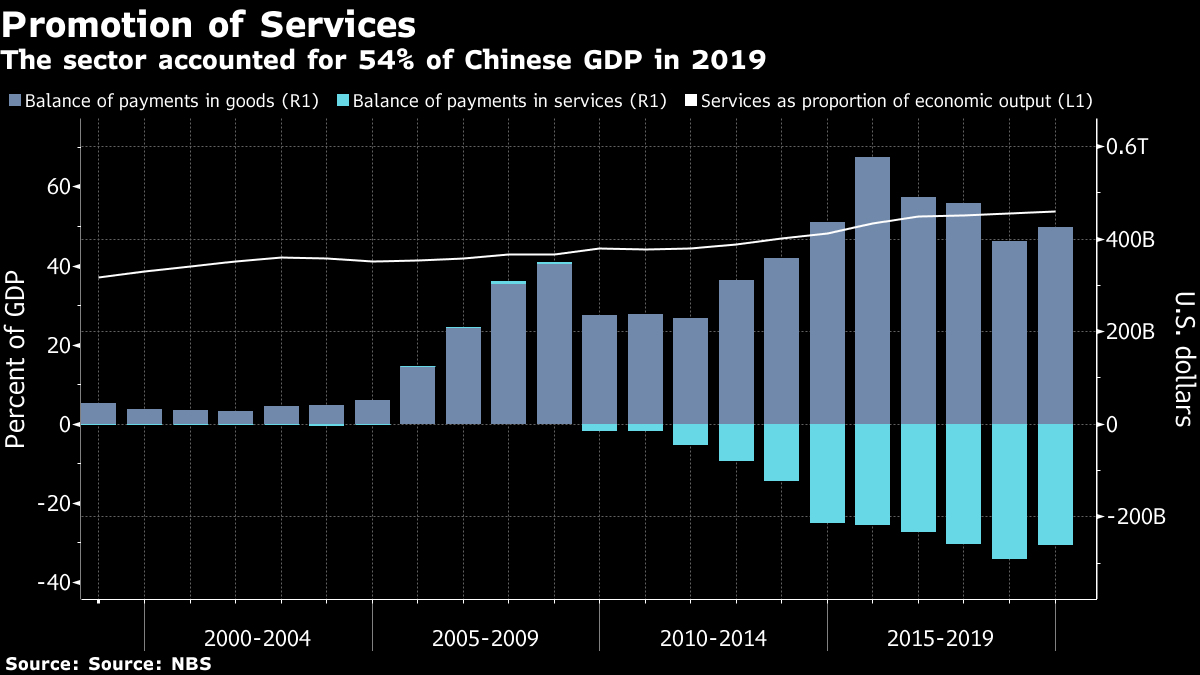 Promotion of Services
The sector accounted for 54% of Chinese GDP in 2019
Balance of payments in goods (R1) Balance of payments in services (R1) Services as proportion of economic output (L1)
Percent of GDP
60
40
20
0
-20
-40
0.6T
400B
200B
0
-200B
U.S. dollars
2000-2004 2005-2009 2010-2014 2015-2019
Source: Source: NBS